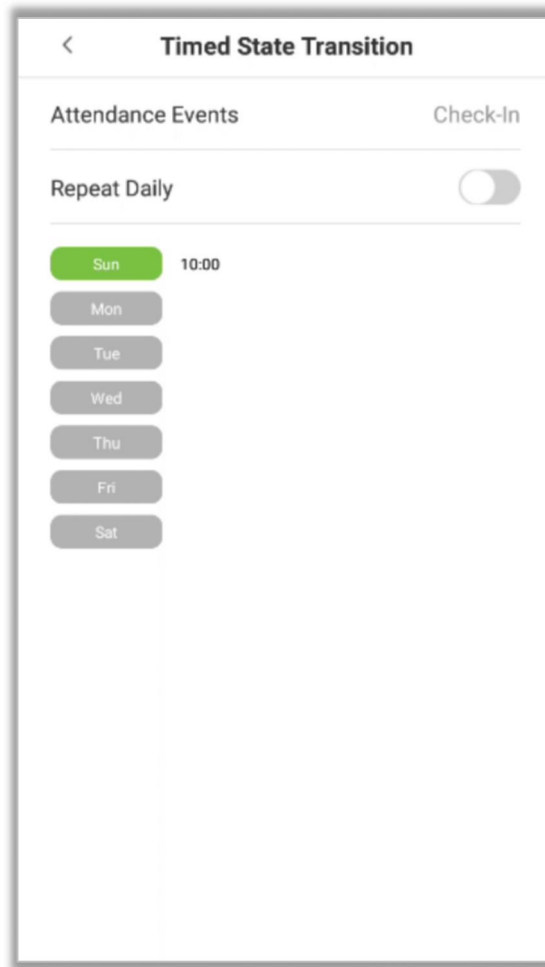 Timed State Transition
Attendance Events Check-In
Repeat Daily
Sun 10:00
Mon
Tue
Wed
Thu
Fri
Sat